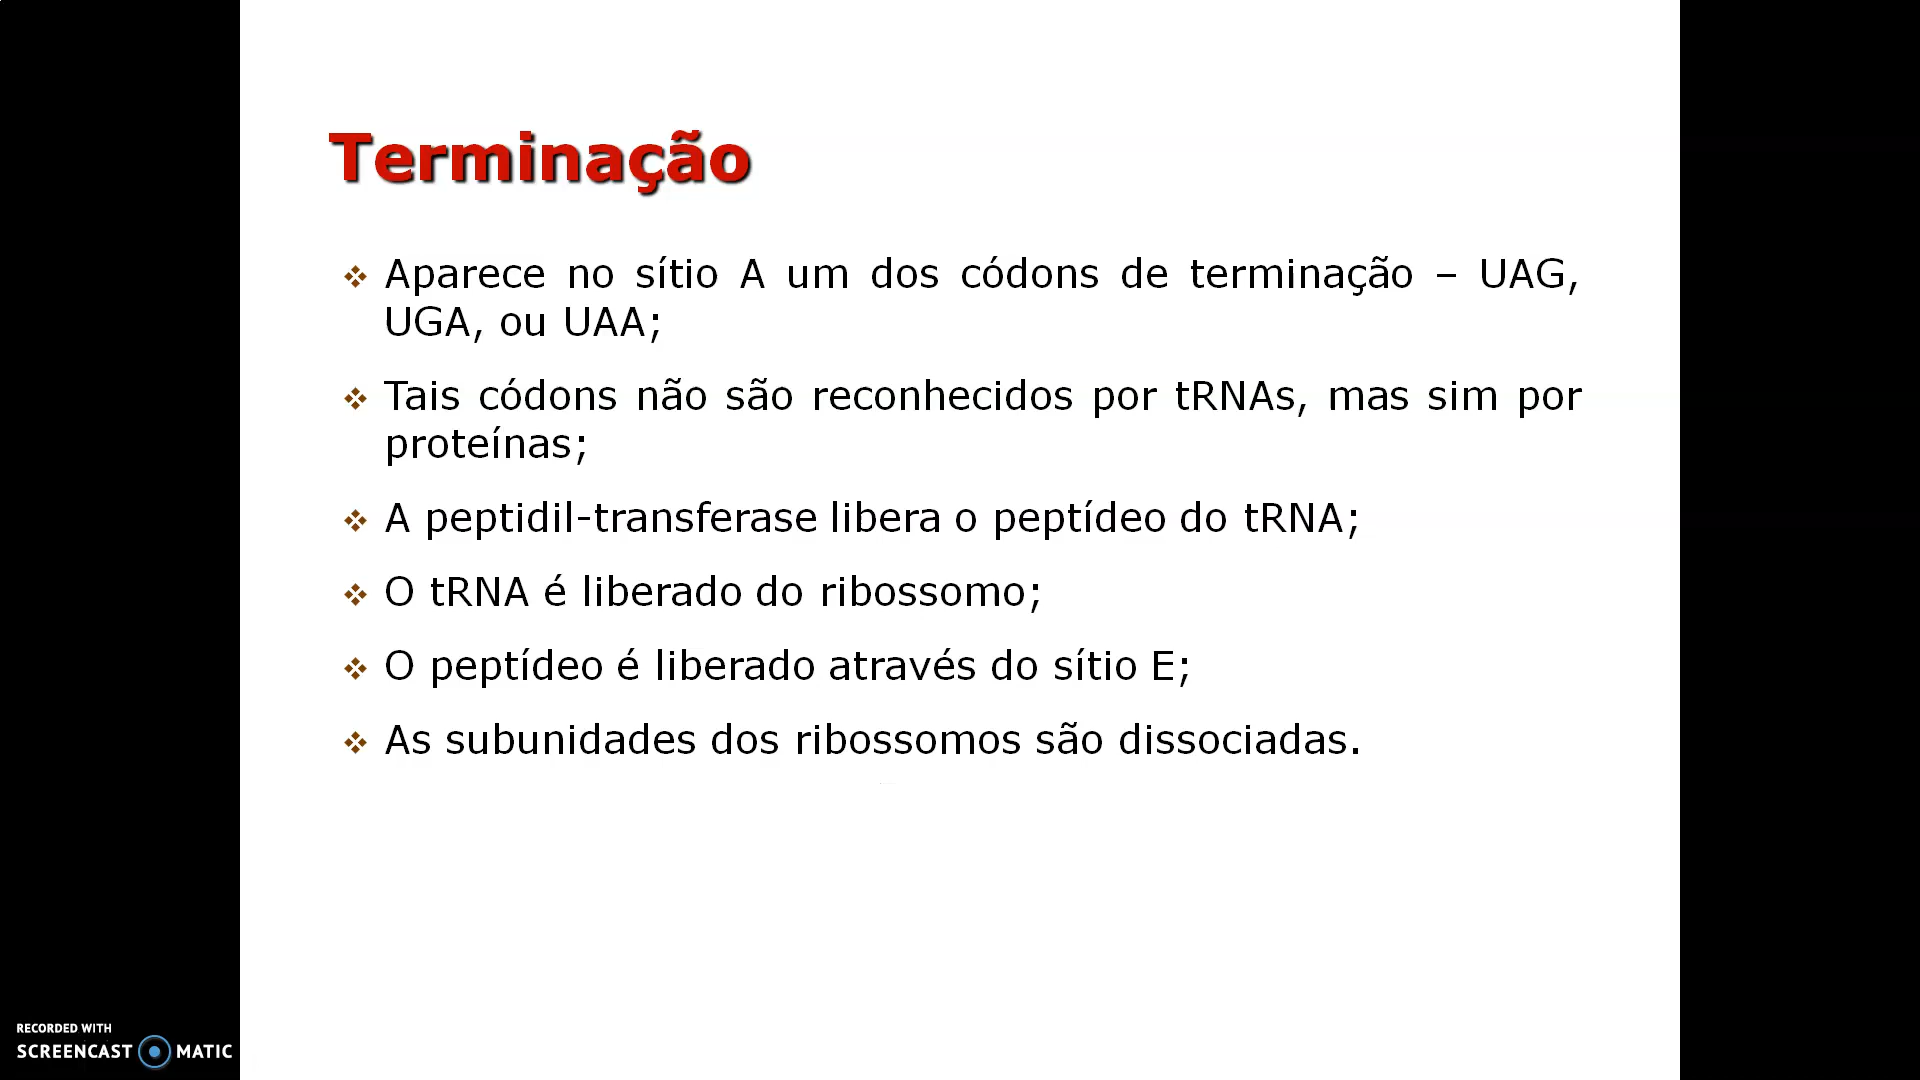 Terminação
Aparece no sítio A um dos códons de terminação – UAG,
UGA, ou UAA;
Tais códons não são reconhecidos por tRNAs, mas sim por
proteínas;
A peptidil-transferase libera o peptídeo do tRNA;
O tRNA é liberado do ribossomo;
O peptídeo é liberado através do sítio E;
As subunidades dos ribossomos são dissociadas.
RECORDED WITH
SCREENCAST MATIC